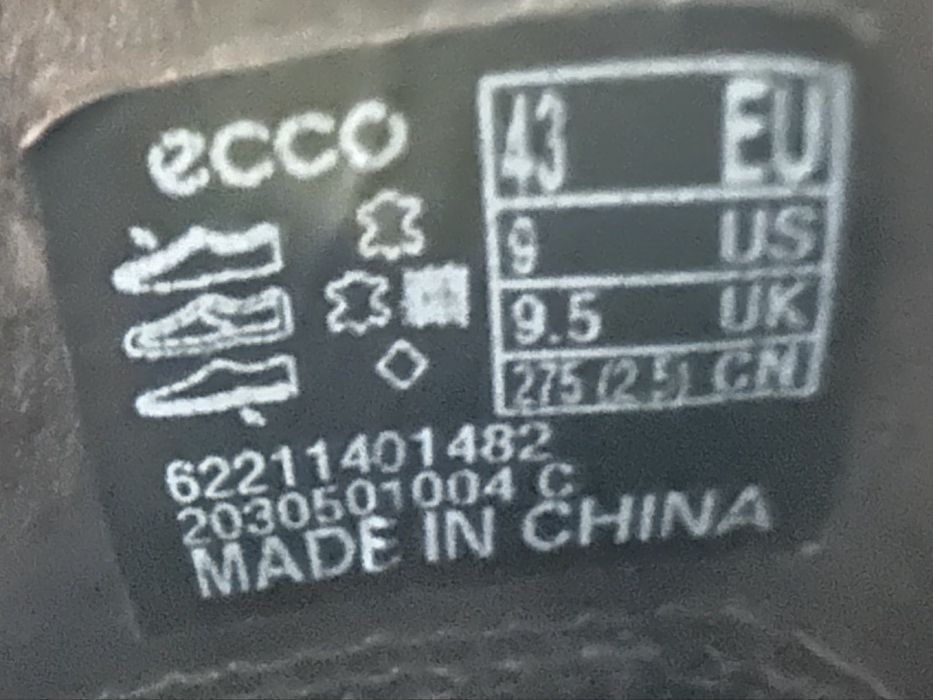 ecco
43 EU
9 US
9.5 UK
275 (2.5) CN
62211401482
2030501004 C
MADE IN CHINA